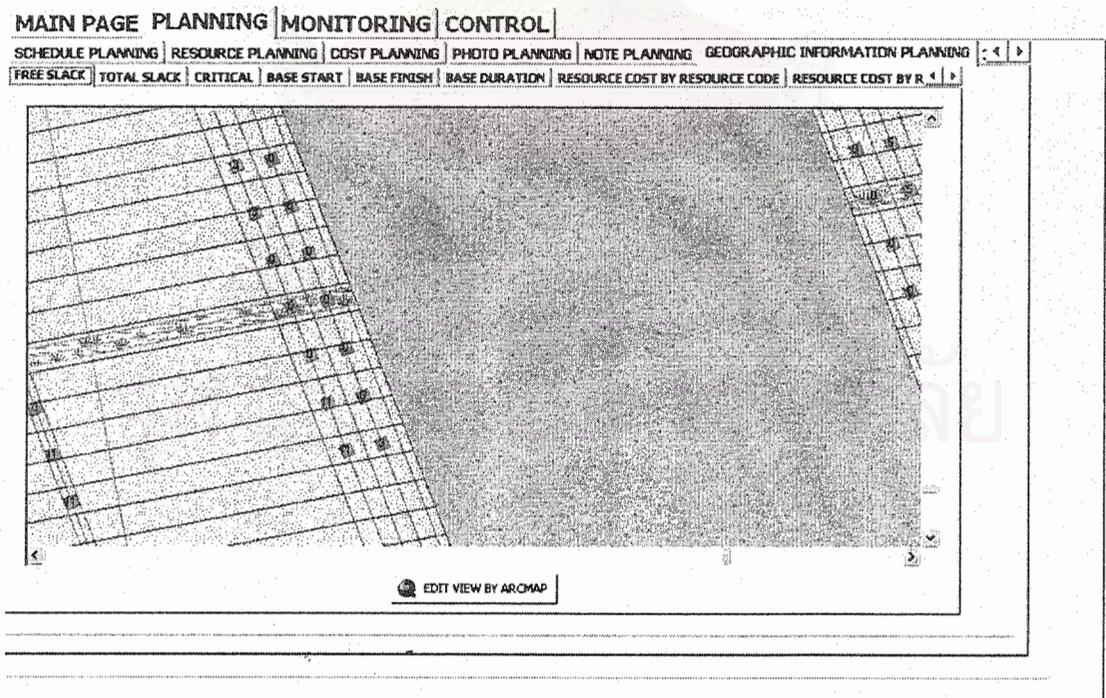 MAIN PAGE PLANNING MONITORING CONTROL
SCHEDULE PLANNING RESOURCE PLANNING COST PLANNING PHOTO PLANNING NOTE PLANNING GEOGRAPHIC INFORMATION PLANNING
FREE SLACK TOTAL SLACK CRITICAL BASE START BASE FINISH BASE DURATION RESOURCE COST BY RESOURCE CODE RESOURCE COST BY R
EDIT VIEW BY ARCMAP